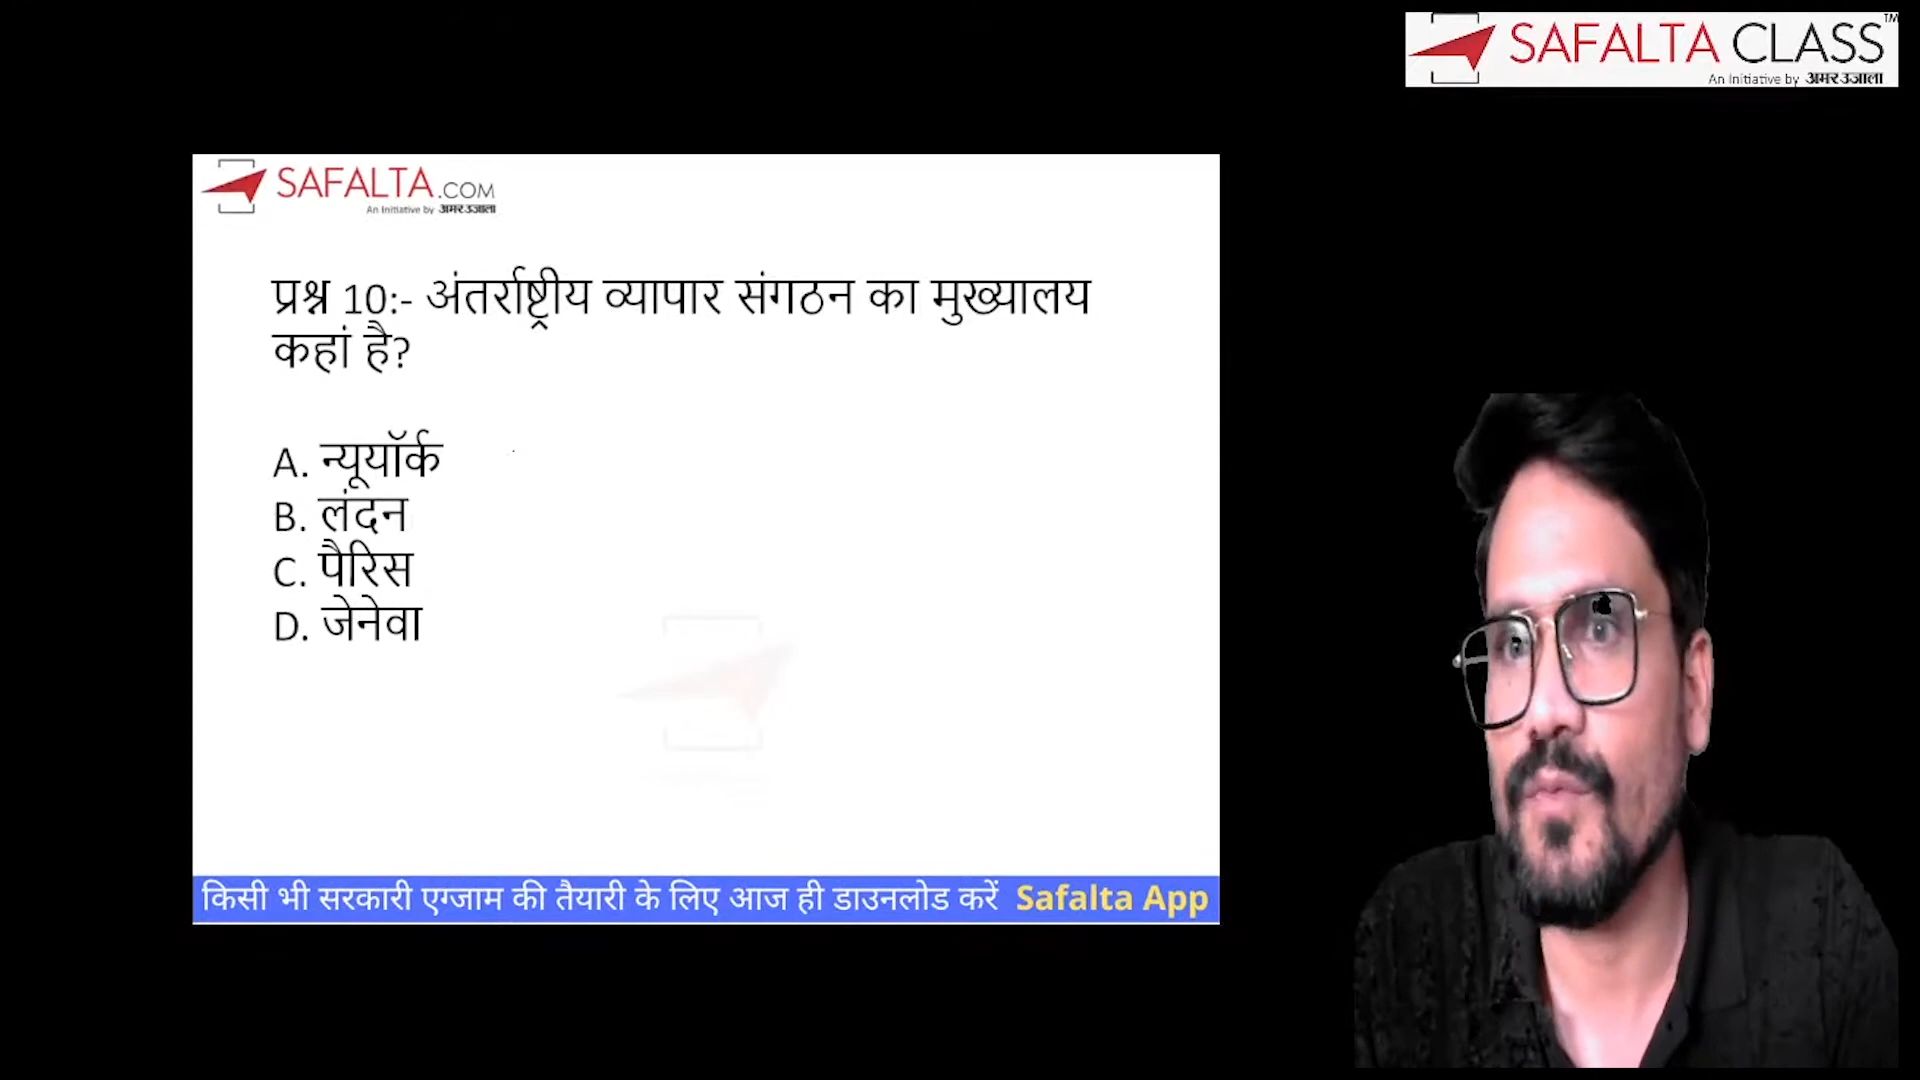 SAFALTA CLASS™
An Initiative by अमर उजाला
SAFALTA.COM
An Initiative by अमर उजाला
प्रश्न 10:- अंतर्राष्ट्रीय व्यापार संगठन का मुख्यालय
कहां है?
A. न्यूयॉर्क
B. लंदन
C. पैरिस
D. जेनेवा
किसी भी सरकारी एग्जाम की तैयारी के लिए आज ही डाउनलोड करें Safalta App